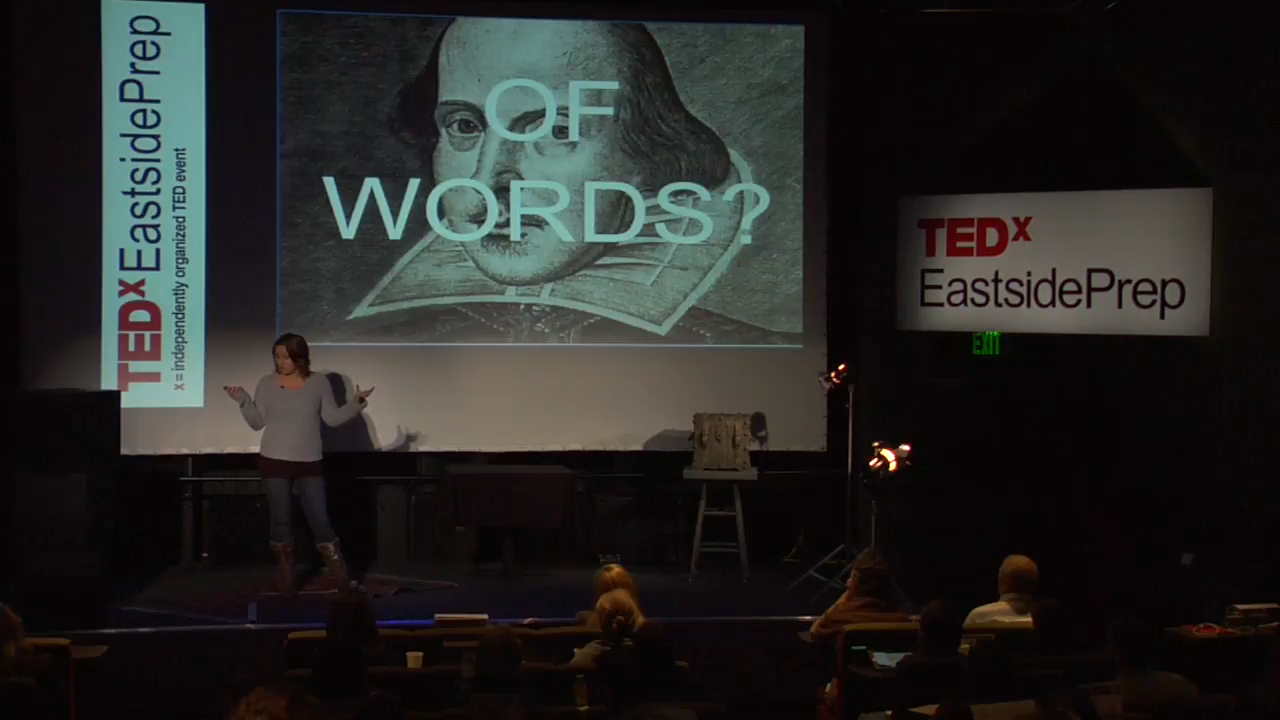 TEDx EastsidePrep
x = independently organized TED event
OF
WORDS?
TEDx
EastsidePrep
EXIT